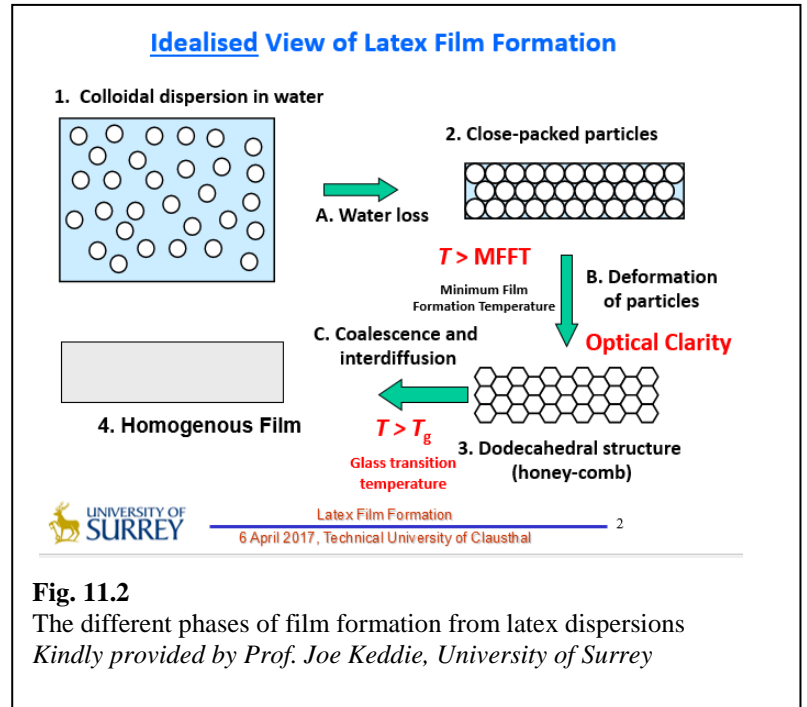 Idealised View of Latex Film Formation
1. Colloidal dispersion in water
2. Close-packed particles
A. Water loss
T > MFFT
Minimum Film
Formation Temperature
B. Deformation
of particles
Optical Clarity
C. Coalescence and
interdiffusion
4. Homogenous Film
T > Tg
Glass transition
temperature
3. Dodecahedral structure
(honey-comb)
UNIVERSITY OF
SURREY
Latex Film Formation
6 April 2017, Technical University of Clausthal
2
Fig. 11.2
The different phases of film formation from latex dispersions
Kindly provided by Prof. Joe Keddie, University of Surrey